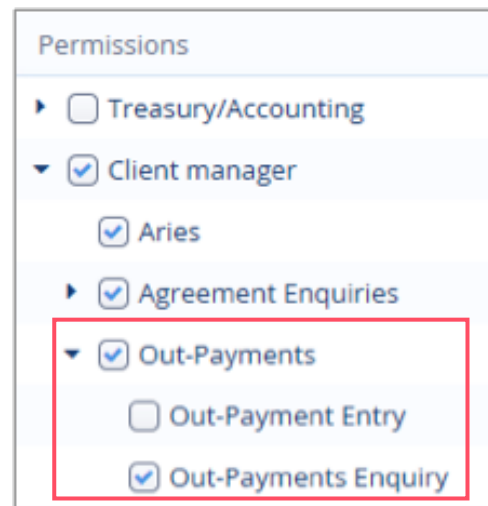 Permissions
Treasury/Accounting
Client manager
Aries
Agreement Enquiries
Out-Payments
Out-Payment Entry
Out-Payments Enquiry